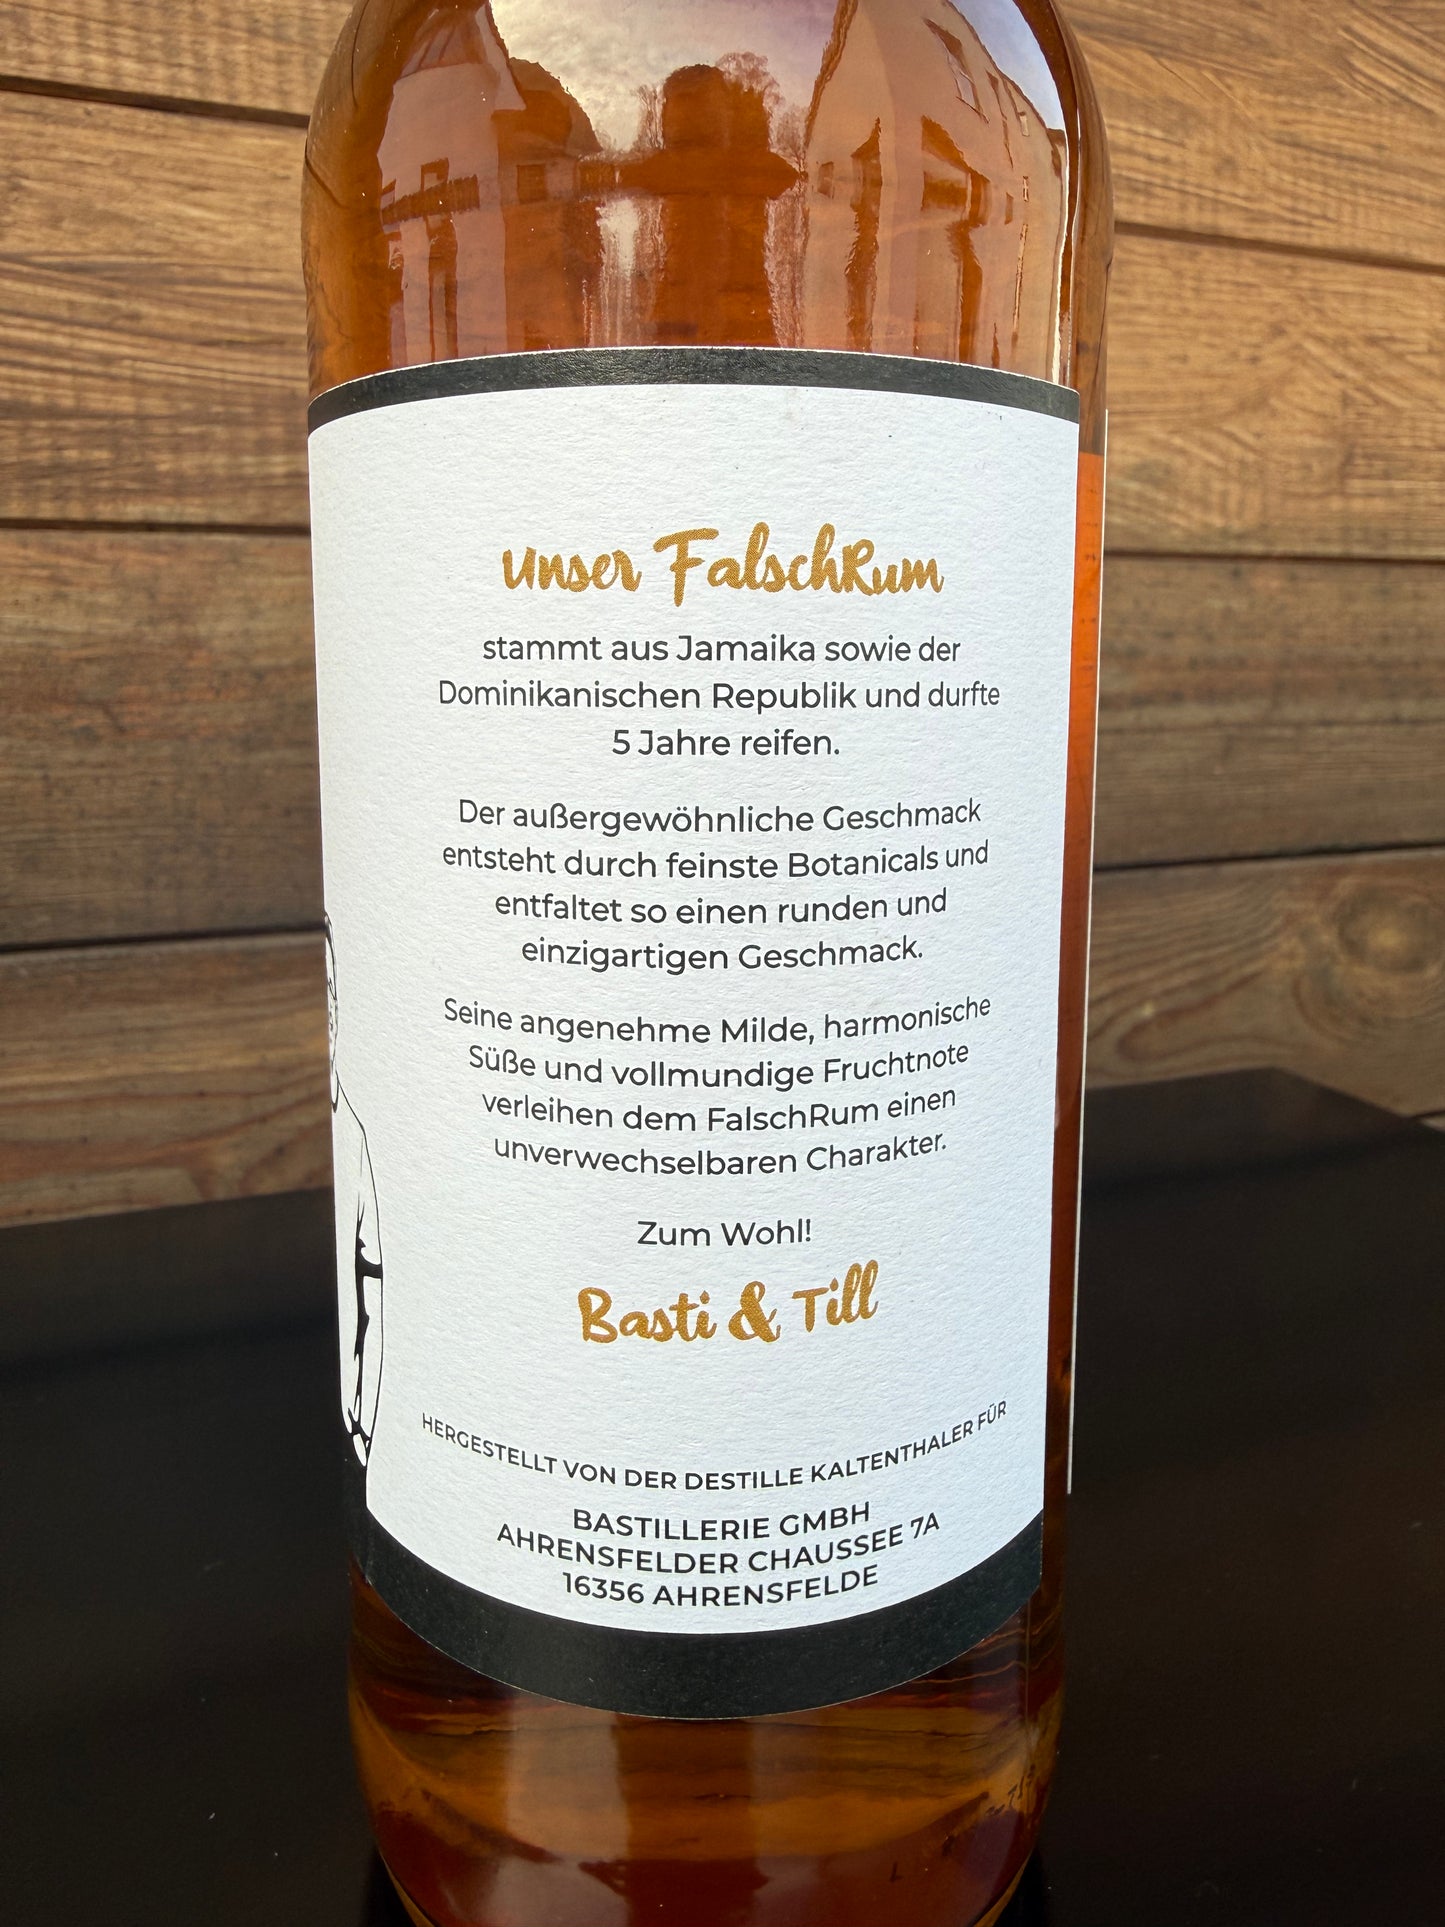 unser FalschRum
stammt aus Jamaika sowie der
Dominikanischen Republik und durfte
5 Jahre reifen.
Der außergewöhnliche Geschmack
entsteht durch feinste Botanicals und
entfaltet so einen runden und
einzigartigen Geschmack.
Seine angenehme Milde, harmonische
Süße und vollmundige Fruchtnote
verleihen dem FalschRum einen
unverwechselbaren Charakter.
Zum Wohl!
Basti & Till
HERGESTELLT VON DER DESTILLE KALTENTHALER FÜR
BASTILLERIE GMBH
AHRENSFELDER CHAUSSEE 7A
16356 AHRENSFELDE